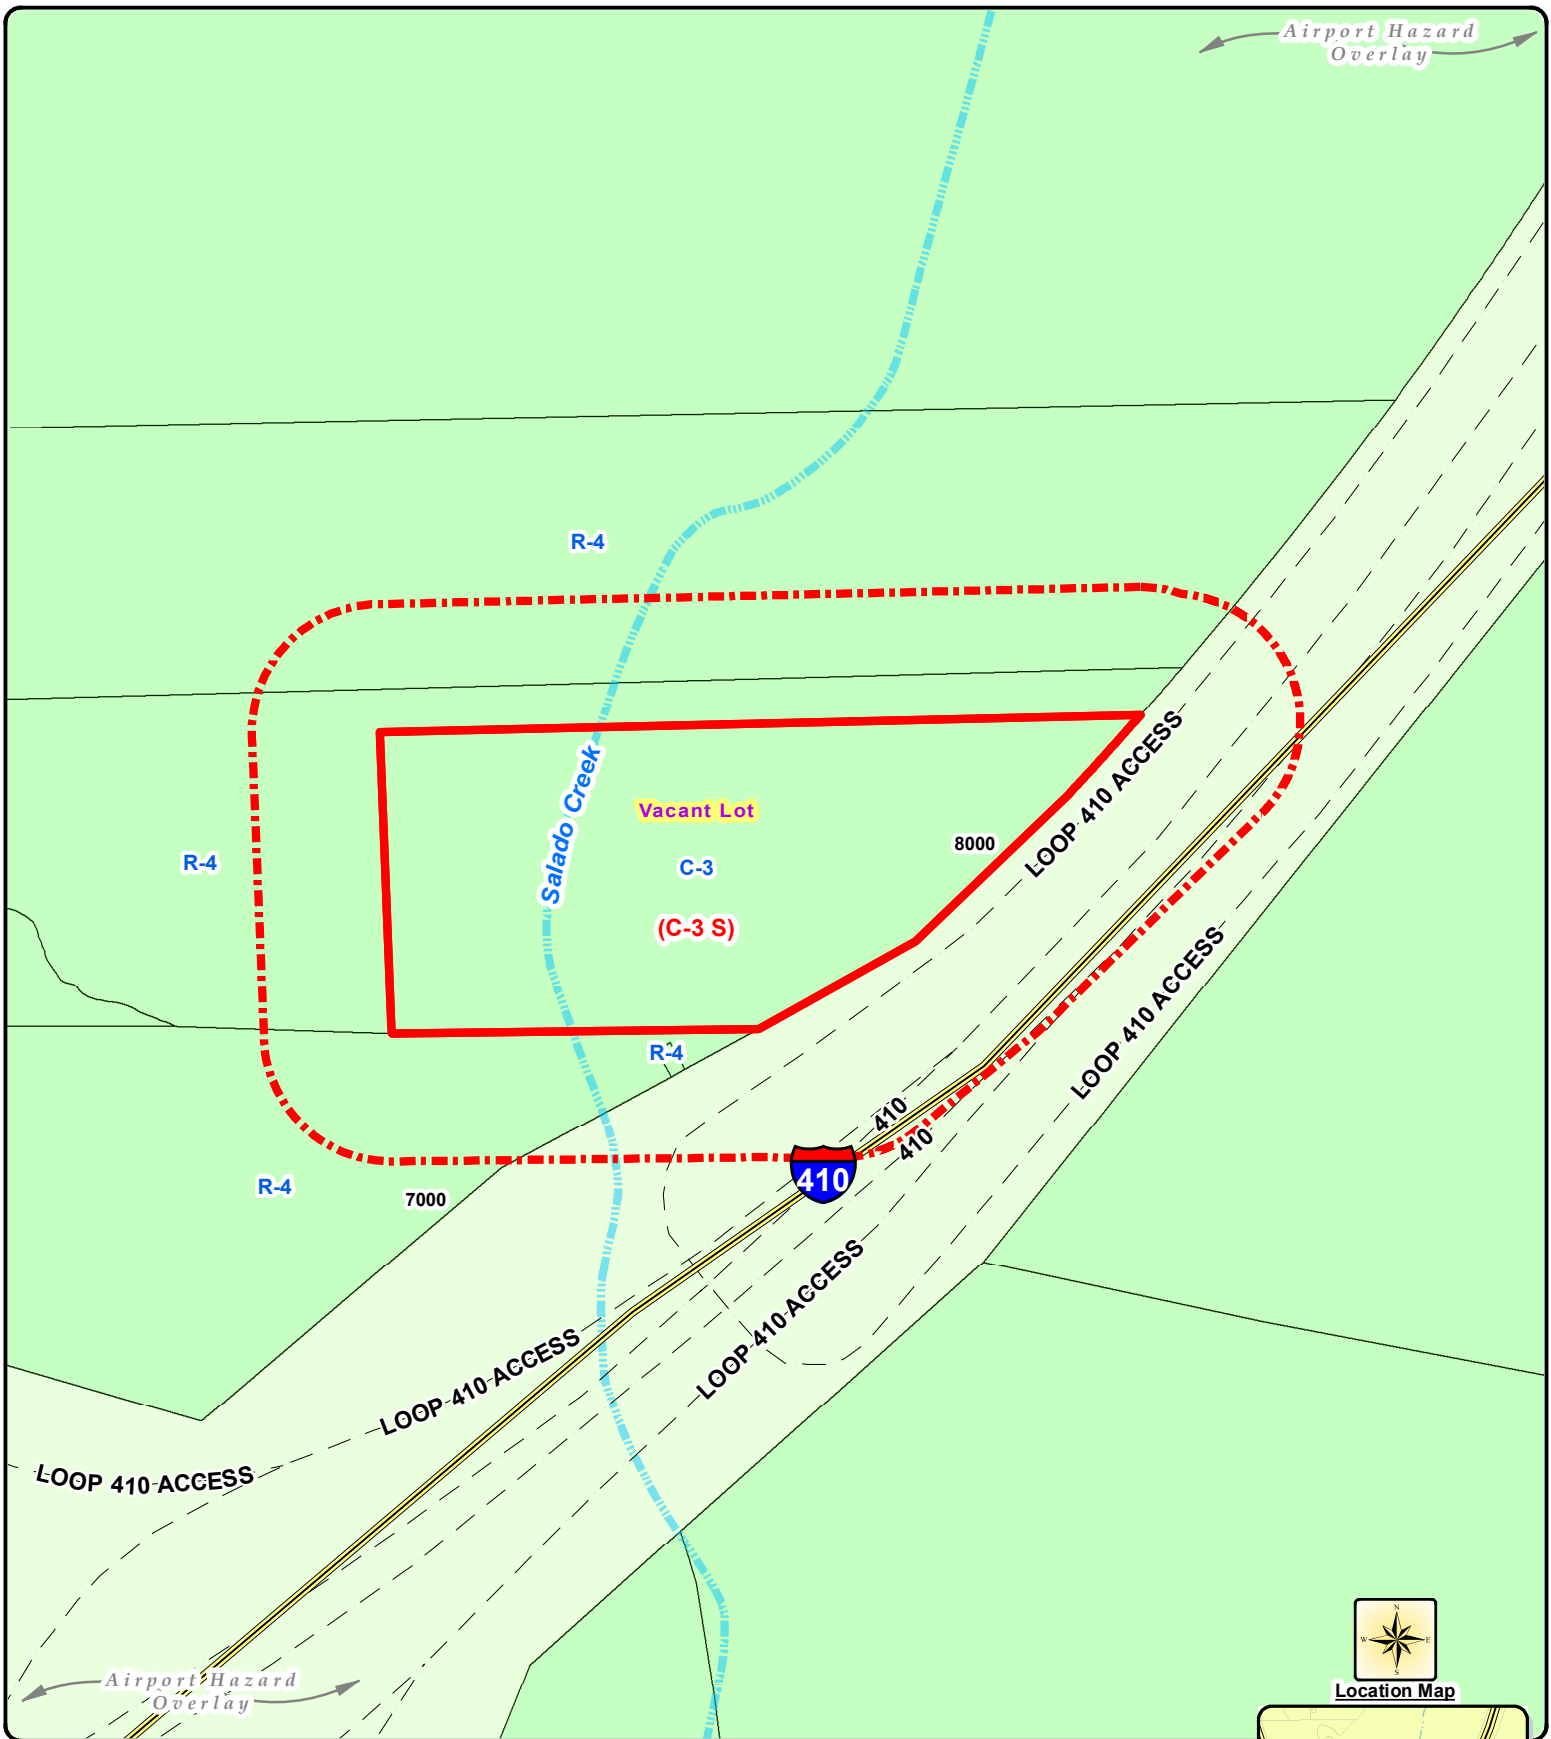 Airport Hazard
Overlay
R-4
LOOP 410 ACCESS
Salado Creek
Vacant Lot
8000
R-4
C-3
(C-3 S)
LOOP 410 ACCESS
R-4
410
410
410
R-4
7000
LOOP 410 ACCESS
LOOP 410 ACCESS
LOOP 410 ACCESS
N
W
E
S
Airport Hazard
Overlay
Location Map